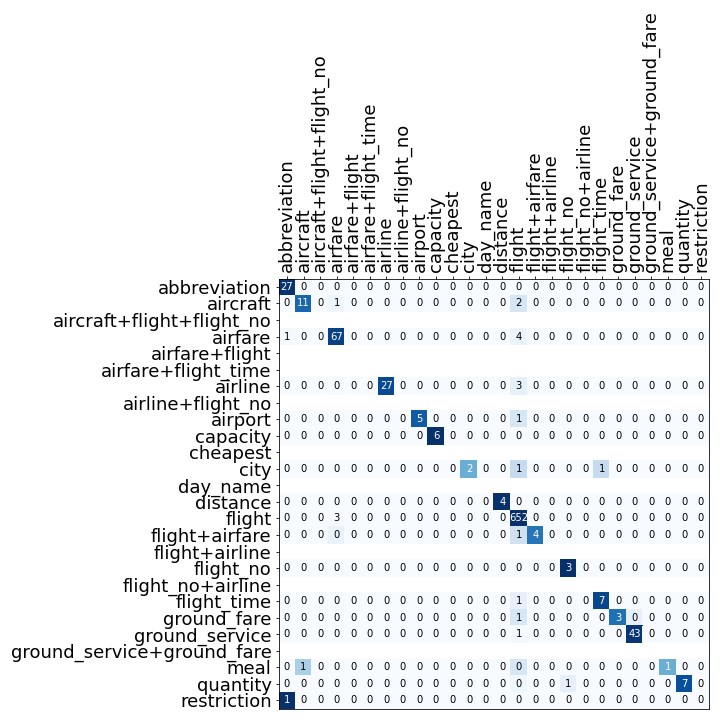 abbreviation
aircraft
aircraft+flight+flight_no
airfare
airfare+flight
airfare+flight_time
airline
airline+flight_no
airport
capacity
cheapest
city
day_name
distance
flight
flight+airfare
flight+airline
flight_no
flight_no+airline
flight_time
ground_fare
ground_service
ground_service+ground_fare
meal
quantity
restriction
abbreviation 27 0 0 0 0 0 0 0 0 0 0 0 0 0 0 0 0 0 0 0 0 0 0 0 0 0
aircraft 0 11 0 1 0 0 0 0 0 0 0 0 0 0 2 0 0 0 0 0 0 0 0 0 0 0
aircraft+flight+flight_no
airfare 1 0 0 67 0 0 0 0 0 0 0 0 0 0 4 0 0 0 0 0 0 0 0 0 0 0
airfare+flight
airfare+flight_time
airline 0 0 0 0 0 0 27 0 0 0 0 0 0 0 3 0 0 0 0 0 0 0 0 0 0 0
airline+flight_no
airport 0 0 0 0 0 0 0 0 5 0 0 0 0 0 1 0 0 0 0 0 0 0 0 0 0 0
capacity 0 0 0 0 0 0 0 0 0 6 0 0 0 0 0 0 0 0 0 0 0 0 0 0 0 0
cheapest
city 0 0 0 0 0 0 0 0 0 0 0 2 0 0 1 0 0 0 0 1 0 0 0 0 0 0
day_name
distance 0 0 0 0 0 0 0 0 0 0 0 0 0 4 0 0 0 0 0 0 0 0 0 0 0 0
flight 0 0 0 3 0 0 0 0 0 0 0 0 0 0 652 0 0 0 0 0 0 0 0 0 0 0
flight+airfare 0 0 0 0 0 0 0 0 0 0 0 0 0 0 1 4 0 0 0 0 0 0 0 0 0 0
flight+airline
flight_no 0 0 0 0 0 0 0 0 0 0 0 0 0 0 0 0 0 3 0 0 0 0 0 0 0 0
flight_no+airline
flight_time 0 0 0 0 0 0 0 0 0 0 0 0 0 0 1 0 0 0 0 7 0 0 0 0 0 0
ground_fare 0 0 0 0 0 0 0 0 0 0 0 0 0 0 1 0 0 0 0 0 3 0 0 0 0 0
ground_service 0 0 0 0 0 0 0 0 0 0 0 0 0 0 1 0 0 0 0 0 0 43 0 0 0 0
ground_service+ground_fare
meal 0 1 0 0 0 0 0 0 0 0 0 0 0 0 0 0 0 0 0 0 0 0 0 1 0 0
quantity 0 0 0 0 0 0 0 0 0 0 0 0 0 0 0 0 0 1 0 0 0 0 0 0 7 0
restriction 1 0 0 0 0 0 0 0 0 0 0 0 0 0 0 0 0 0 0 0 0 0 0 0 0 0